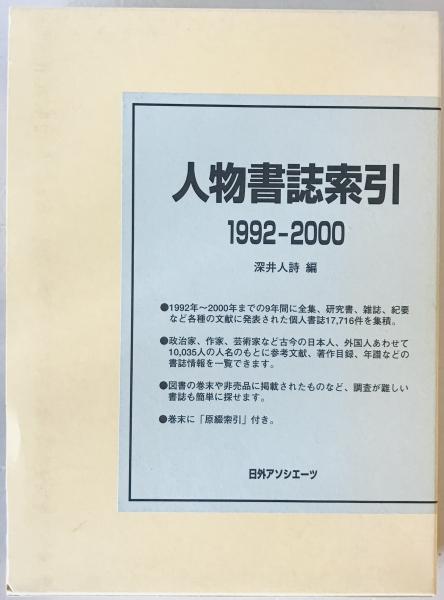 人物書誌索引
1992-2000
深井人詩 編
●1992年～2000年までの9年間に全集、研究書、雑誌、紀要
など各種の文献に発表された個人書誌17,716件を集積。
●政治家、作家、芸術家など古今の日本人、外国人あわせて
10,035人の人名のもとに参考文献、著作目録、年譜などの
書誌情報を一覧できます。
●図書の巻末や非売品に掲載されたものなど、調査が難しい
書誌も簡単に探せます。
●巻末に「原綴索引」付き。
日外アソシエーツ